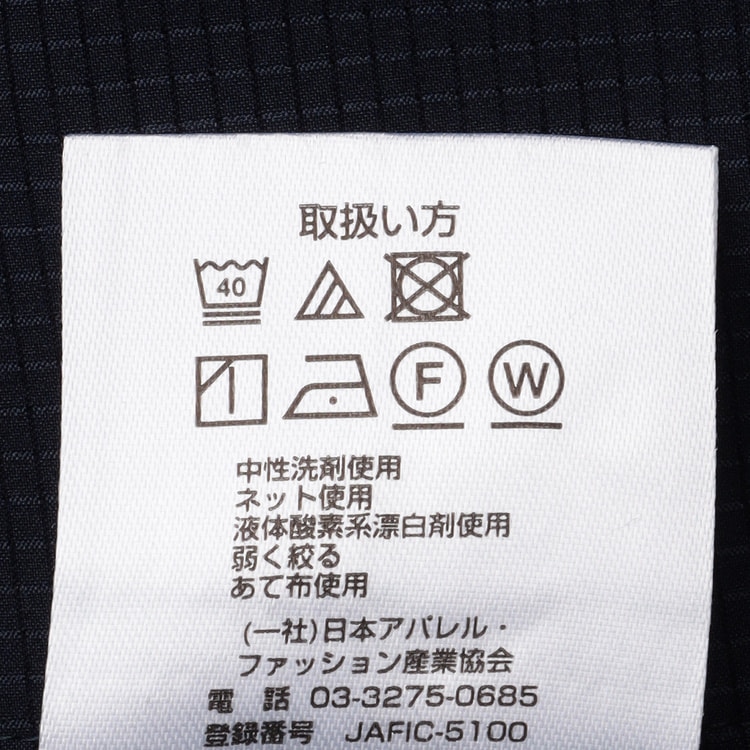 取扱い方
40
F W
中性洗剤使用
ネット使用
液体酸素系漂白剤使用
弱く絞る
あて布使用
(一社)日本アパレル・
ファッション産業協会
電 話 03-3275-0685
登録番号 JAFIC-5100